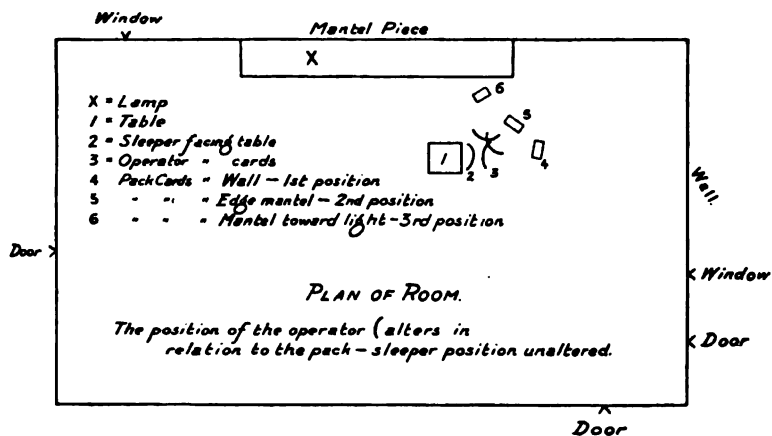 Window
Mantel Piece
X
X = Lamp
1 = Table
2 = Sleeper facing table
3 = Operator " cards
4 Pack Cards " Wall – 1st position
5 " " " Edge mantel – 2nd position
6 " " " Mantel toward light – 3rd position
6
5
1
2
3
4
Wall.
Door
Window
PLAN OF ROOM.
The position of the operator ( alters in
relation to the pack – sleeper position unaltered.
Door
Door